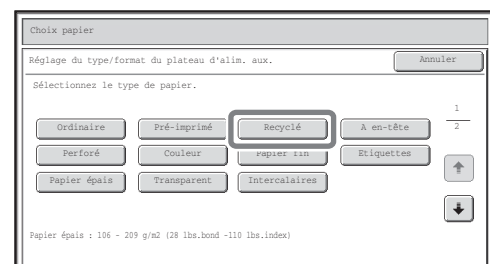 Choix papier
Réglage du type/format du plateau d'alim. aux.
Annuler
Sélectionnez le type de papier.
1
2
Ordinaire
Pré-imprimé
Recyclé
A en-tête
Perforé
Couleur
Papier fin
Etiquettes
Papier épais
Transparent
Intercalaires
Papier épais : 106 - 209 g/m2 (28 lbs.bond -110 lbs.index)